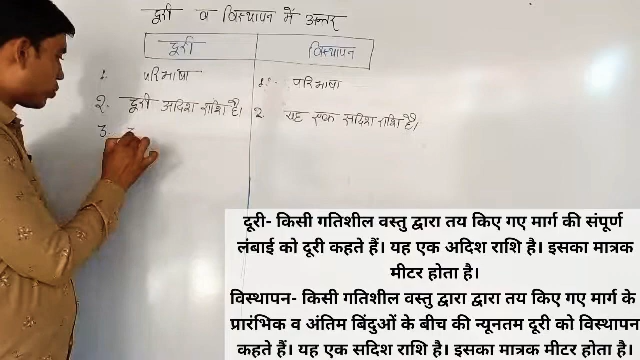 दूरी व विस्थापन में अन्तर
दूरी विस्थापन
1. परिभाषा 1. परिभाषा
2. दूरी अदिश राशि है। 2. यह एक सदिश राशि है।
3.
दूरी- किसी गतिशील वस्तु द्वारा तय किए गए मार्ग की संपूर्ण
लंबाई को दूरी कहते हैं। यह एक अदिश राशि है। इसका मात्रक
मीटर होता है।
विस्थापन- किसी गतिशील वस्तु द्वारा द्वारा तय किए गए मार्ग के
प्रारंभिक व अंतिम बिंदुओं के बीच की न्यूनतम दूरी को विस्थापन
कहते हैं। यह एक सदिश राशि है। इसका मात्रक मीटर होता है।